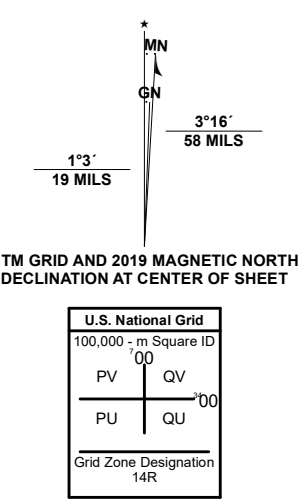 ★
MN
GN
3°16´
58 MILS
1°3´
19 MILS
TM GRID AND 2019 MAGNETIC NORTH
DECLINATION AT CENTER OF SHEET
U.S. National Grid
100,000 - m Square ID
⁷00
PV QV
³⁴00
PU QU
Grid Zone Designation
14R